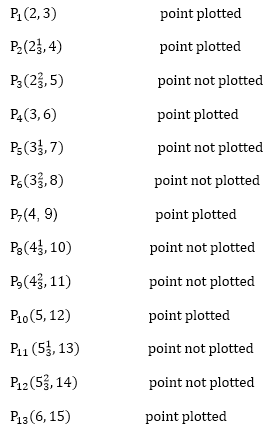 P₁(2, 3) point plotted
P₂(2⅓, 4) point plotted
P₃(2⅔, 5) point not plotted
P₄(3, 6) point plotted
P₅(3⅓, 7) point not plotted
P₆(3⅔, 8) point not plotted
P₇(4, 9) point plotted
P₈(4⅓, 10) point not plotted
P₉(4⅔, 11) point not plotted
P₁₀(5, 12) point plotted
P₁₁ (5⅓, 13) point not plotted
P₁₂(5⅔, 14) point not plotted
P₁₃(6, 15) point plotted